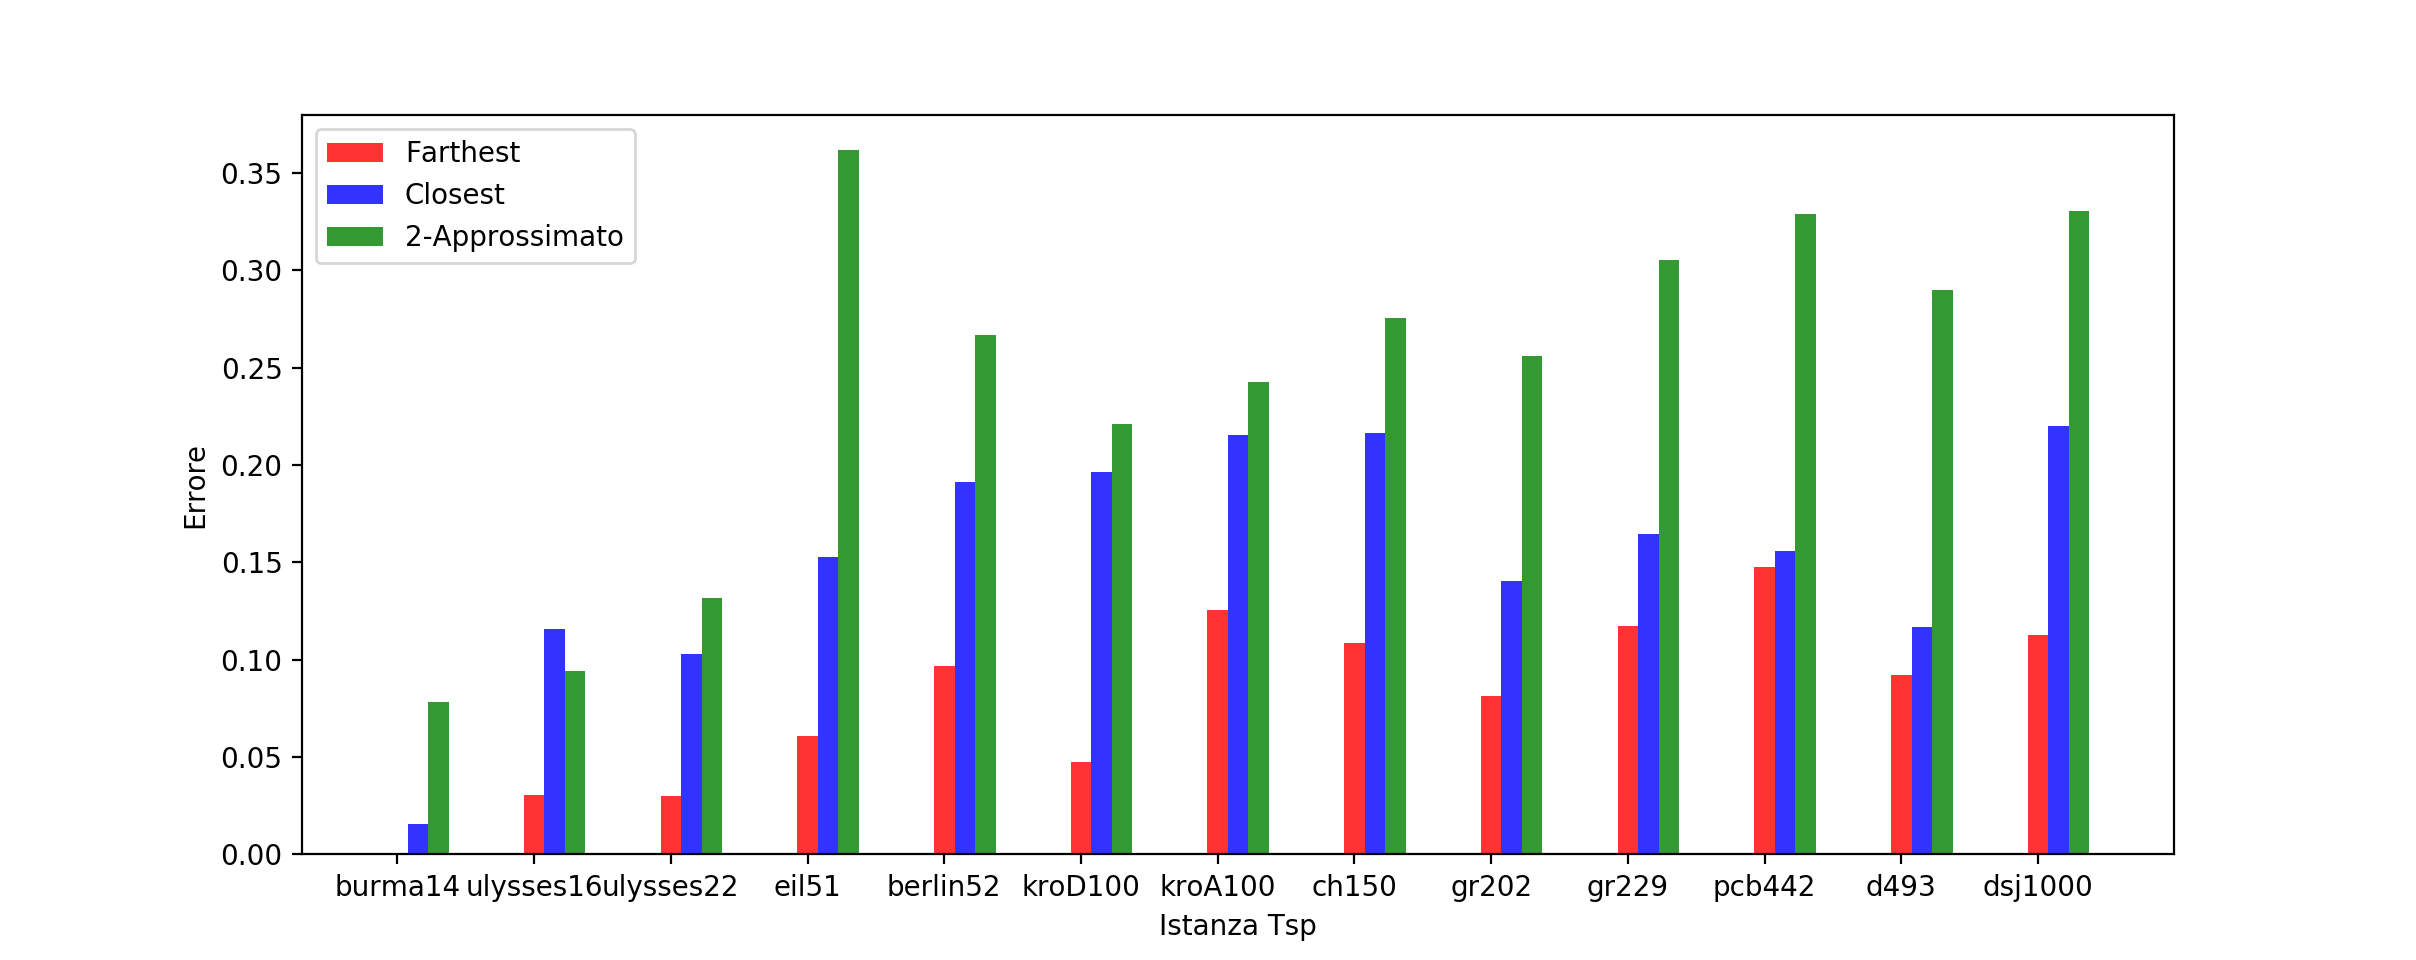 Farthest
Closest
2-Approssimato
0.35
0.30
0.25
0.20
0.15
0.10
0.05
0.00
Errore
burma14 ulysses16 ulysses22 eil51 berlin52 kroD100 kroA100 ch150 gr202 gr229 pcb442 d493 dsj1000
Istanza Tsp